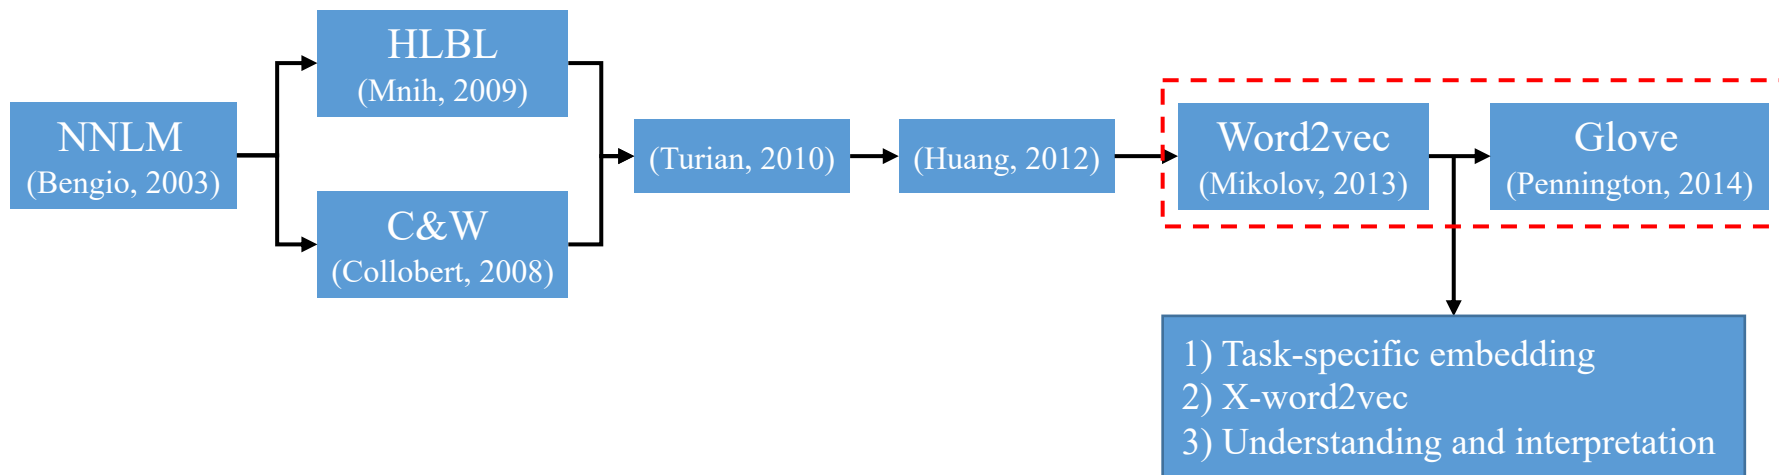 NNLM
(Bengio, 2003)
HLBL
(Mnih, 2009)
C&W
(Collobert, 2008)
(Turian, 2010)
(Huang, 2012)
Word2vec
(Mikolov, 2013)
Glove
(Pennington, 2014)
1) Task-specific embedding
2) X-word2vec
3) Understanding and interpretation